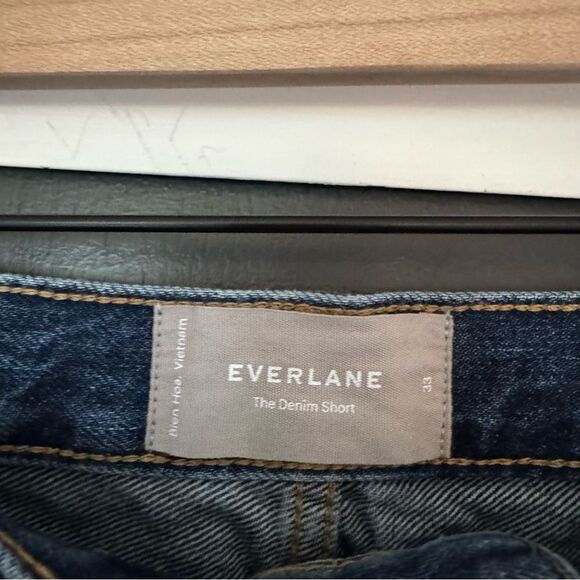 Bien Hoa, Vietnam
EVERLANE
The Denim Short
33